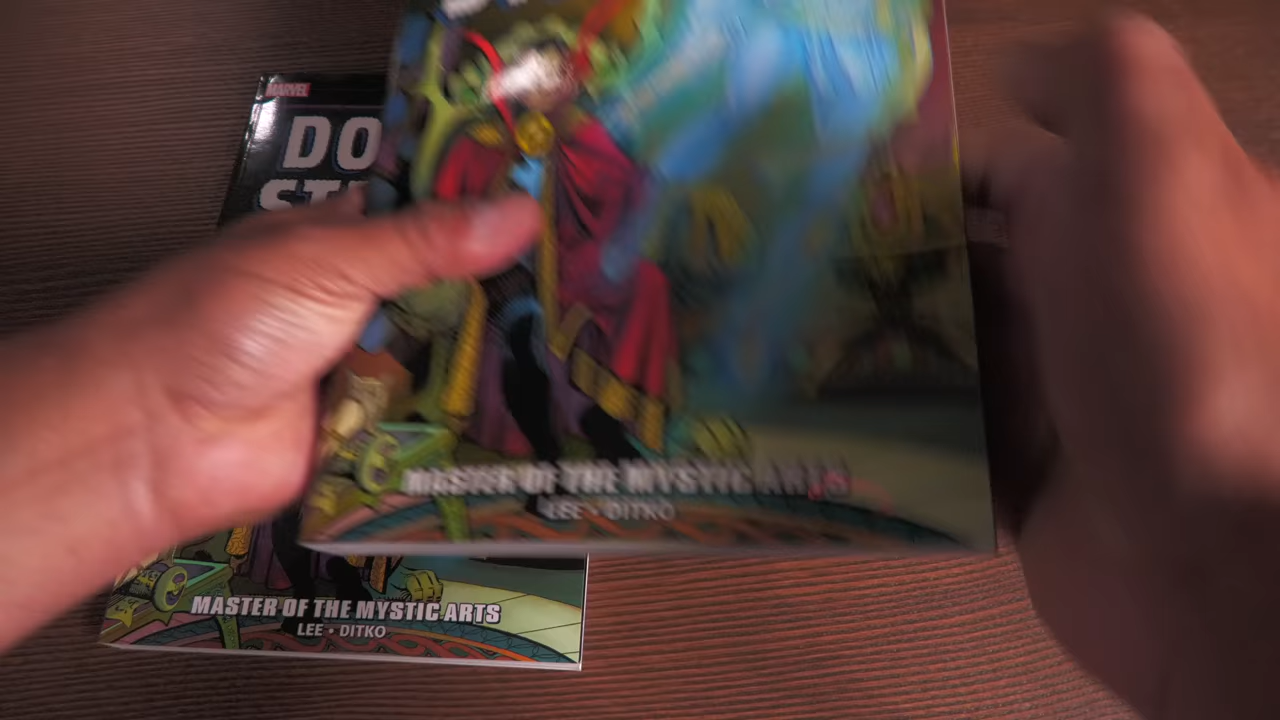 MARVEL
DO
ST
MASTER OF THE MYSTIC ARTS
LEE • DITKO
MASTER OF THE MYSTIC ARTS
LEE • DITKO